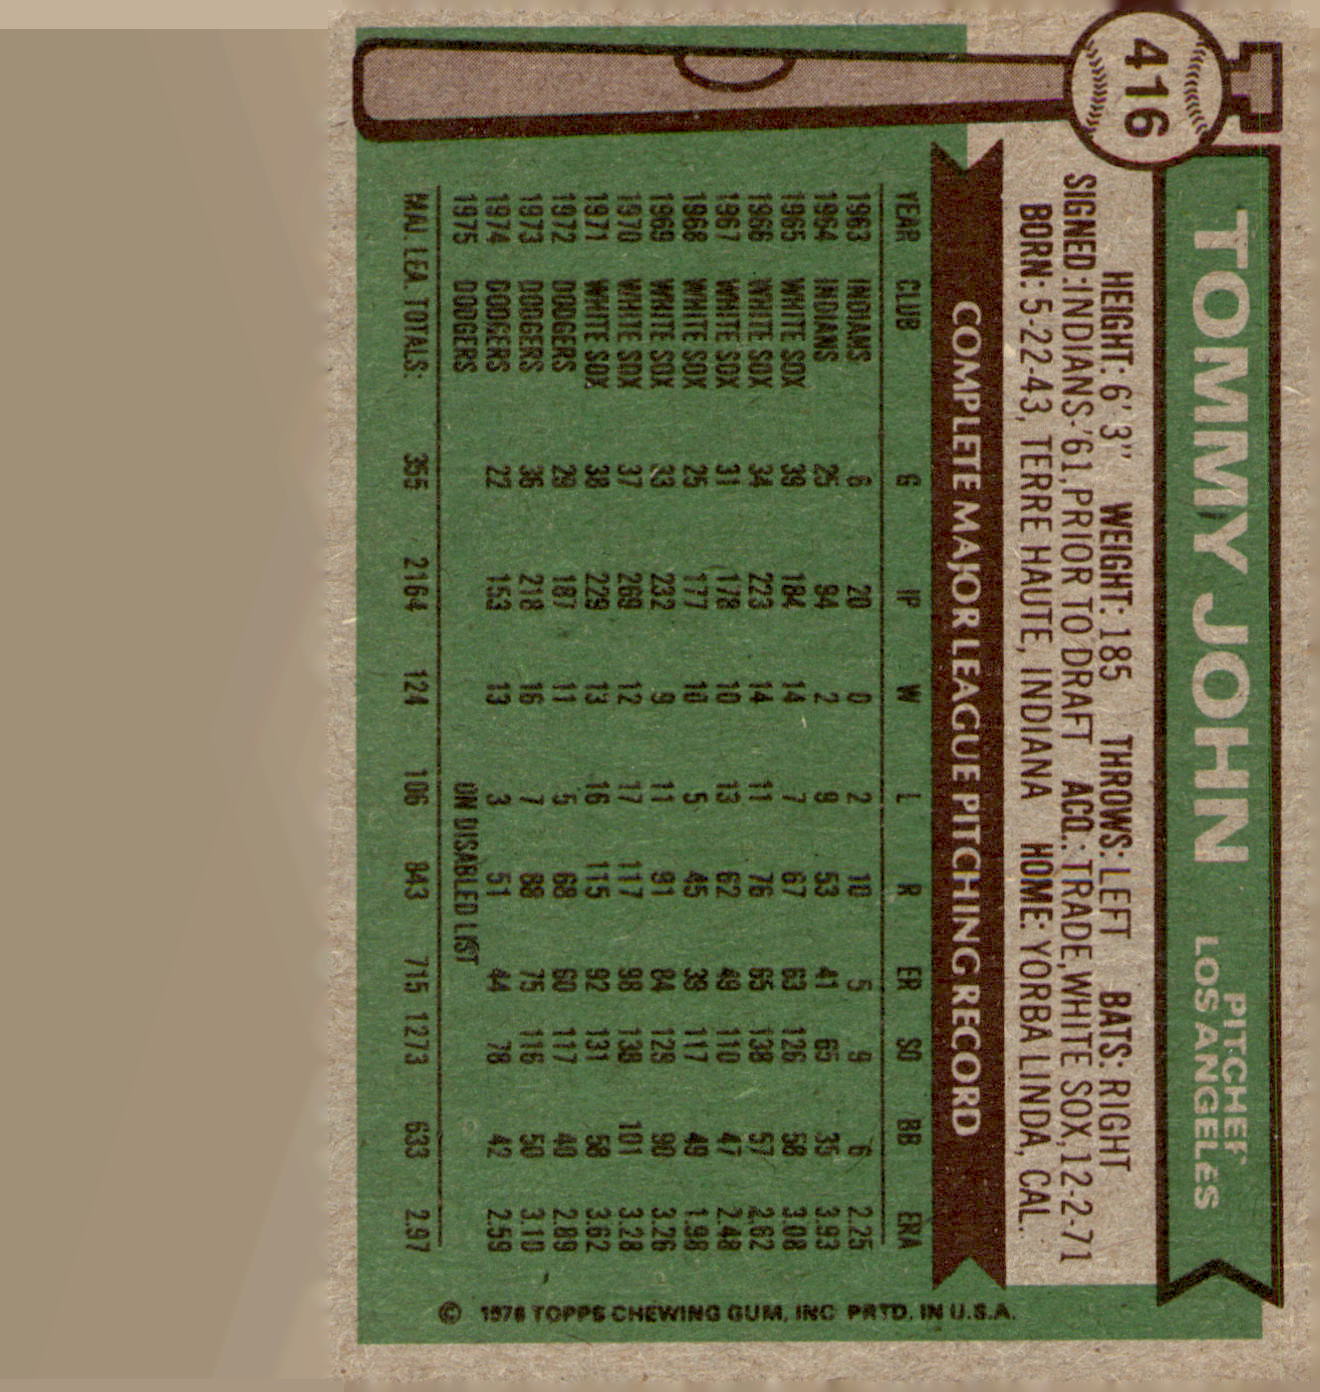 416
TOMMY JOHN PITCHER
LOS ANGELES
HEIGHT: 6' 3" WEIGHT: 185 THROWS: LEFT BATS: RIGHT
SIGNED: INDIANS-'61, PRIOR TO DRAFT ACQ.: TRADE, WHITE SOX, 12-2-71
BORN: 5-22-43, TERRE HAUTE, INDIANA HOME: YORBA LINDA, CAL.
COMPLETE MAJOR LEAGUE PITCHING RECORD
YEAR CLUB G IP W L R ER SO BB ERA
1963 INDIANS 6 20 0 2 10 5 9 6 2.25
1964 INDIANS 25 94 2 9 53 41 65 35 3.93
1965 WHITE SOX 39 184 14 7 67 63 126 58 3.08
1966 WHITE SOX 34 223 14 11 76 65 138 57 2.62
1967 WHITE SOX 31 178 10 13 62 49 110 47 2.48
1968 WHITE SOX 25 177 10 5 45 39 117 49 1.98
1969 WHITE SOX 33 232 9 11 91 84 128 90 3.26
1970 WHITE SOX 37 269 12 17 117 98 138 101 3.28
1971 WHITE SOX 38 229 13 16 115 92 131 58 3.62
1972 DODGERS 29 187 11 5 68 60 117 40 2.89
1973 DODGERS 36 218 16 7 88 75 116 50 3.10
1974 DODGERS 22 153 13 3 51 44 78 42 2.59
1975 DODGERS ON DISABLED LIST
MAJ. LEA. TOTALS: 355 2164 124 106 843 715 1273 633 2.97
© 1976 TOPPS CHEWING GUM, INC PRTD. IN U.S.A.